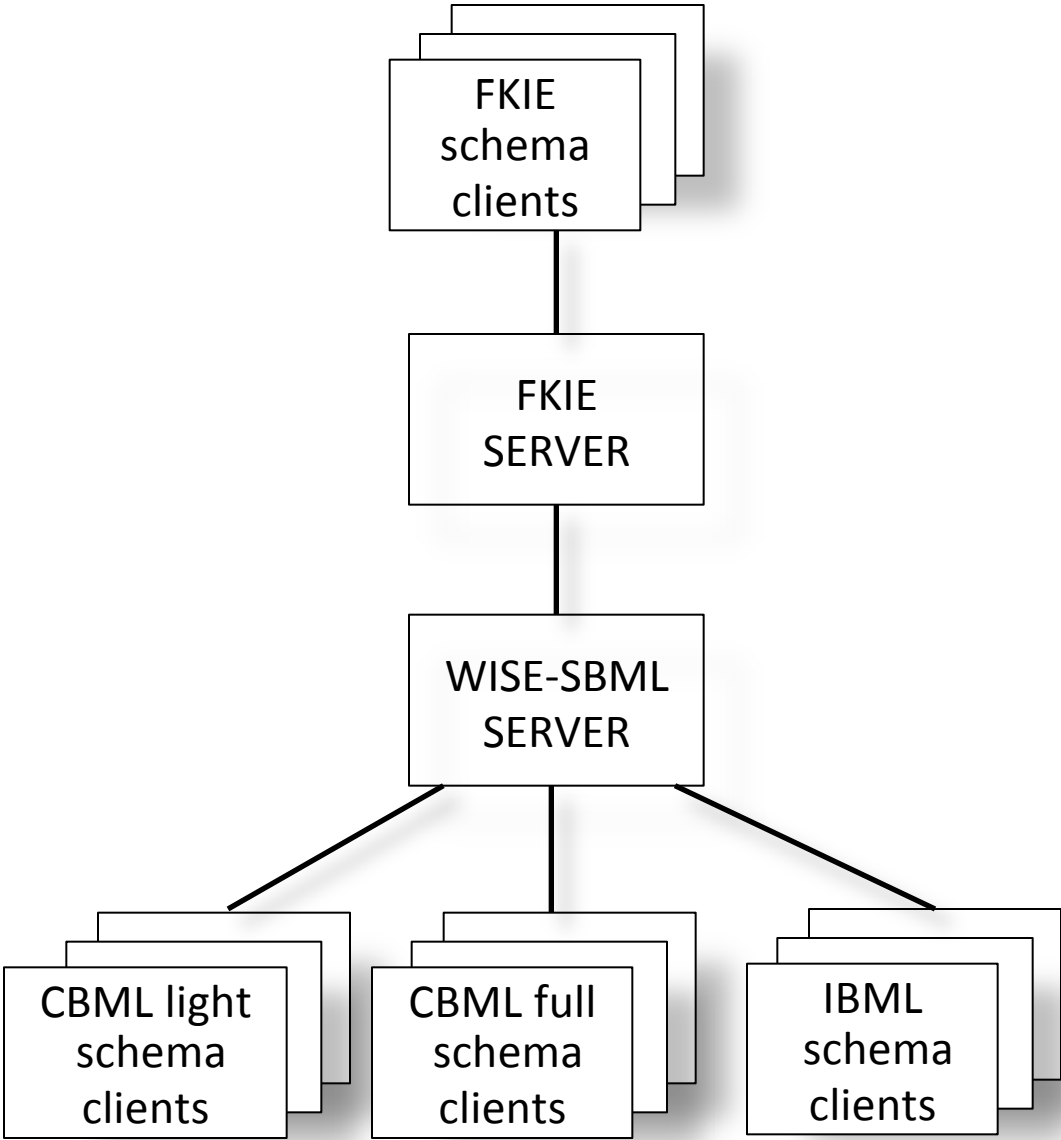 FKIE
schema
clients
FKIE
SERVER
WISE-SBML
SERVER
CBML light
schema
clients
CBML full
schema
clients
IBML
schema
clients